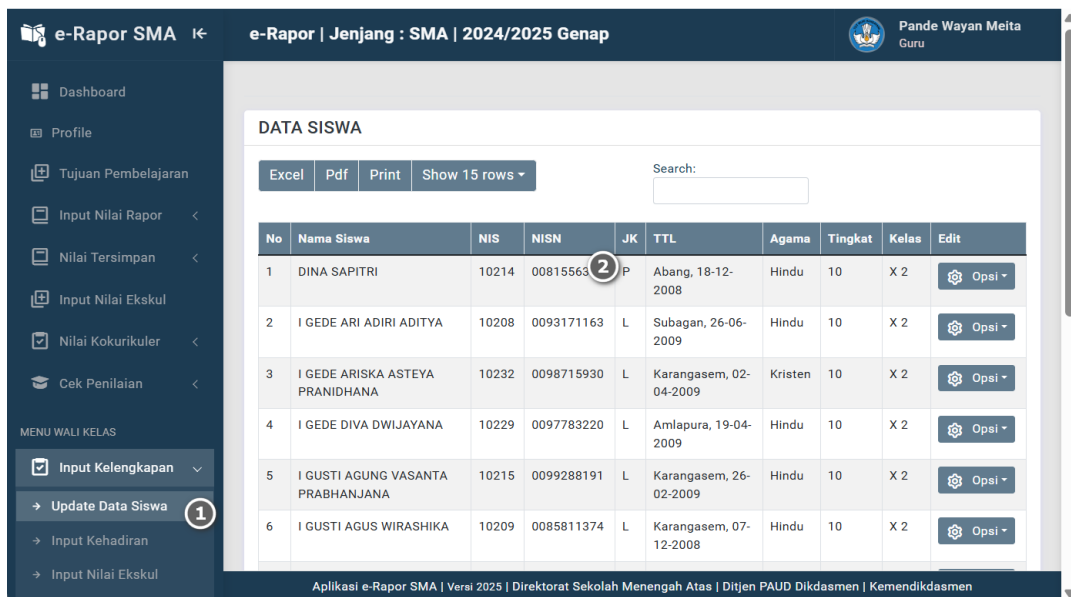 e-Rapor SMA
e-Rapor | Jenjang : SMA | 2024/2025 Genap
Pande Wayan Meita
Guru
Dashboard
Profile
Tujuan Pembelajaran
Input Nilai Rapor
Nilai Tersimpan
Input Nilai Ekskul
Nilai Kokurikuler
Cek Penilaian
MENU WALI KELAS
Input Kelengkapan
Update Data Siswa
1
Input Kehadiran
Input Nilai Ekskul
DATA SISWA
Excel Pdf Print Show 15 rows
Search:
No Nama Siswa NIS NISN JK TTL Agama Tingkat Kelas Edit
2
1 DINA SAPITRI 10214 P Abang, 18-12- Hindu 10 X 2 Opsi
2008
2 I GEDE ARI ADIRI ADITYA 10208 0093171163 L Subagan, 26-06- Hindu 10 X 2 Opsi
2009
3 I GEDE ARISKA ASTEYA 10232 0098715930 L Karangasem, 02- Kristen 10 X 2 Opsi
PRANIDHANA 04-2009
4 I GEDE DIVA DWIJAYANA 10229 0097783220 L Amlapura, 19-04- Hindu 10 X 2 Opsi
2009
5 I GUSTI AGUNG VASANTA 10215 0099288191 L Karangasem, 26- Hindu 10 X 2 Opsi
PRABHANJANA 02-2009
6 I GUSTI AGUS WIRASHIKA 10209 0085811374 L Karangasem, 07- Hindu 10 X 2 Opsi
12-2008
Aplikasi e-Rapor SMA | Versi 2025 | Direktorat Sekolah Menengah Atas | Ditjen PAUD Dikdasmen | Kemendikdasmen